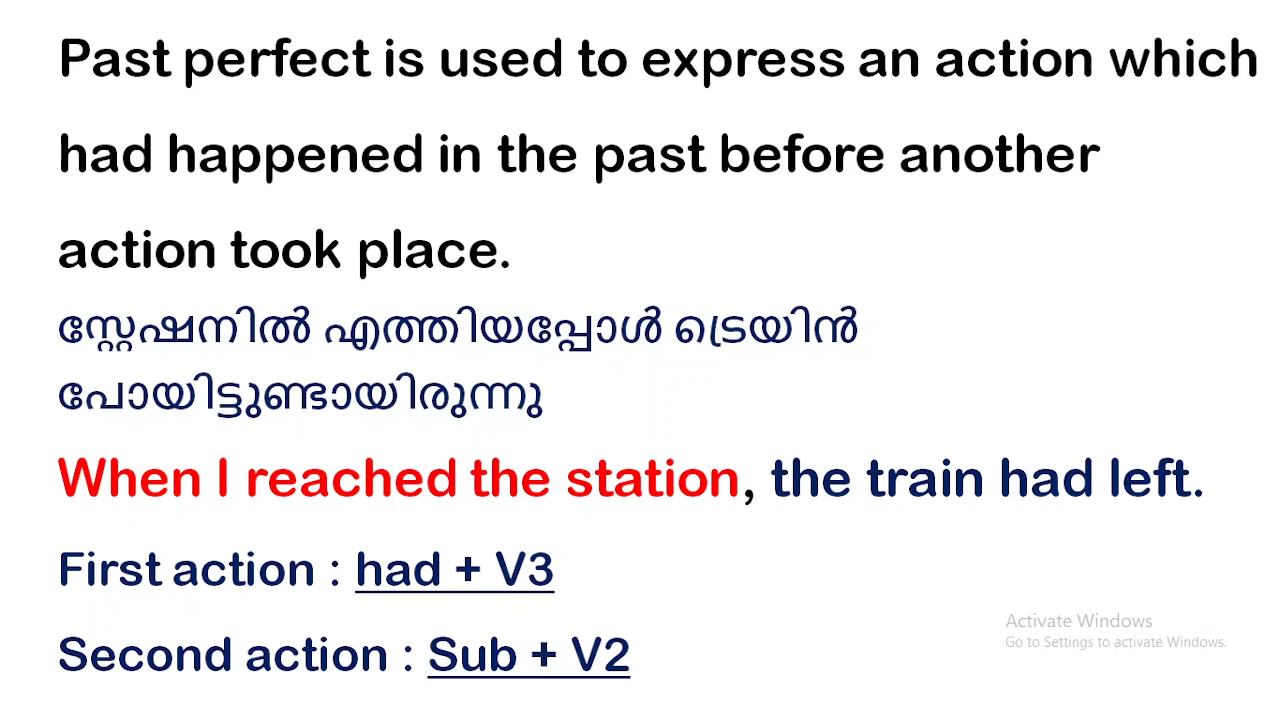 Past perfect is used to express an action which
had happened in the past before another
action took place.
സ്റ്റേഷനിൽ എത്തിയപ്പോൾ ട്രെയിൻ
പോയിട്ടുണ്ടായിരുന്നു
When I reached the station, the train had left.
First action : had + V3
Second action : Sub + V2
Activate Windows
Go to Settings to activate Windows.